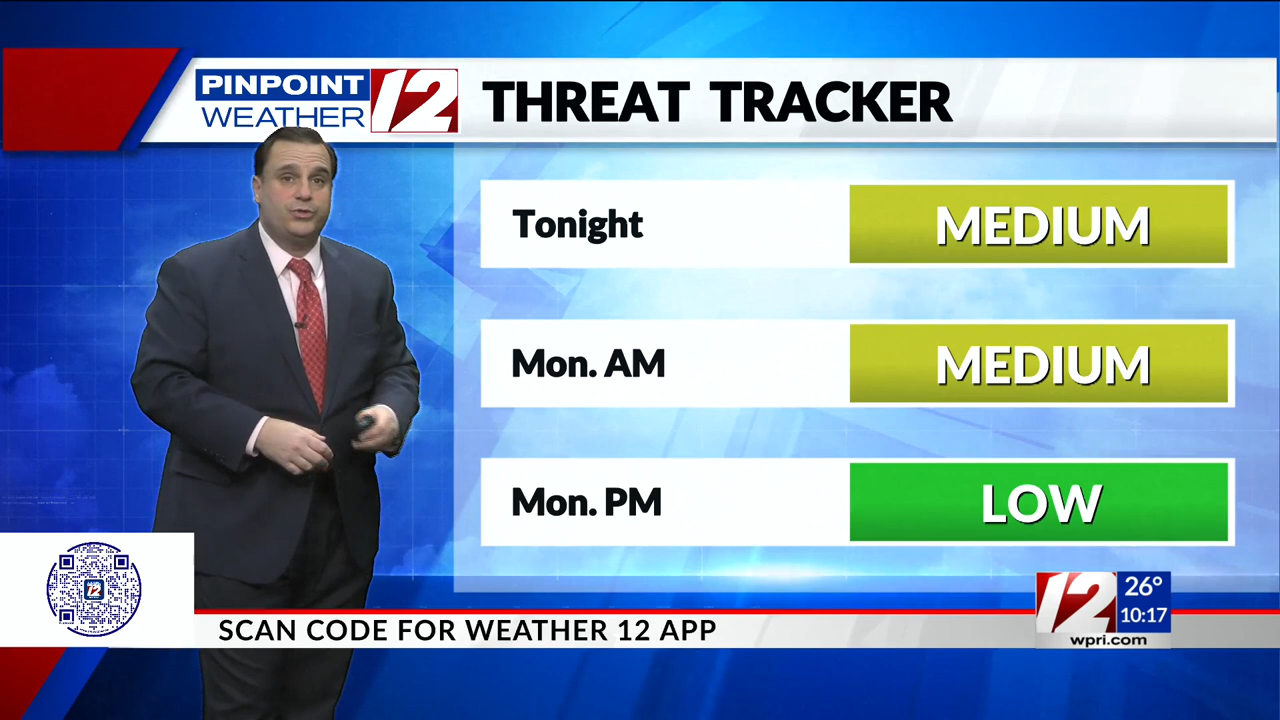 PINPOINT
WEATHER 12
THREAT TRACKER
Tonight MEDIUM
Mon. AM MEDIUM
Mon. PM LOW
12
SCAN CODE FOR WEATHER 12 APP
12 26°
10:17
wpri.com